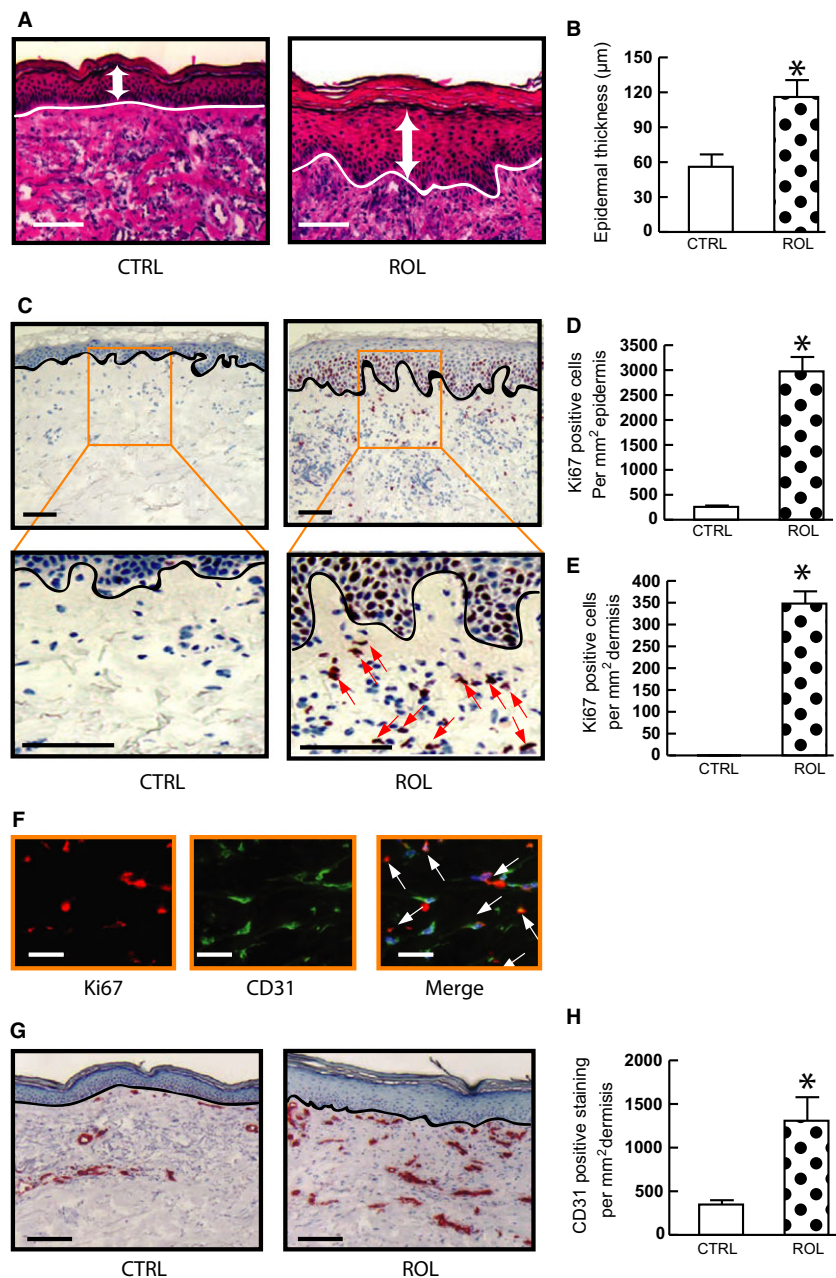 A
CTRL
ROL
B
Epidermal thickness (µm)
150
120
90
60
30
0
*
CTRL
ROL
C
CTRL
ROL
D
Ki67 positive cells
Per mm² epidermis
3500
3000
2500
2000
1500
1000
500
0
*
CTRL
ROL
E
Ki67 positive cells
per mm² dermisis
400
350
300
250
200
150
100
50
0
*
CTRL
ROL
F
Ki67
CD31
Merge
G
CTRL
ROL
H
CD31 positive staining
per mm² dermisis
2000
1500
1000
500
0
*
CTRL
ROL